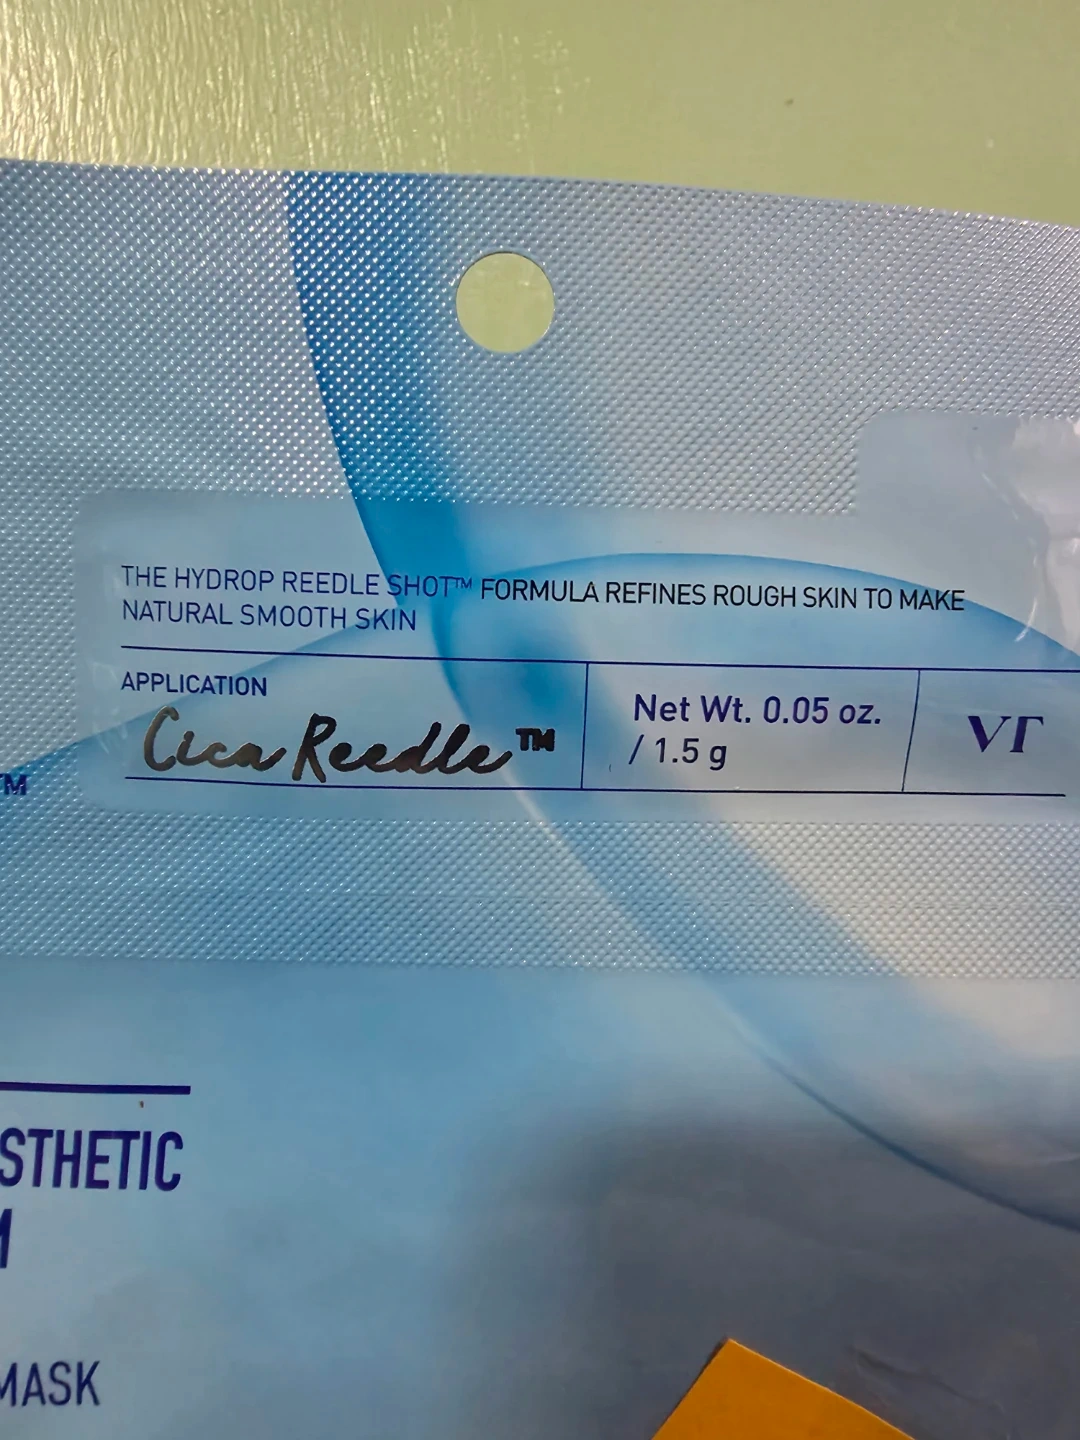 THE HYDROP REEDLE SHOT™ FORMULA REFINES ROUGH SKIN TO MAKE
NATURAL SMOOTH SKIN
APPLICATION
Cica Reedle™
Net Wt. 0.05 oz.
/ 1.5 g
VT
TM
STHETIC
MASK